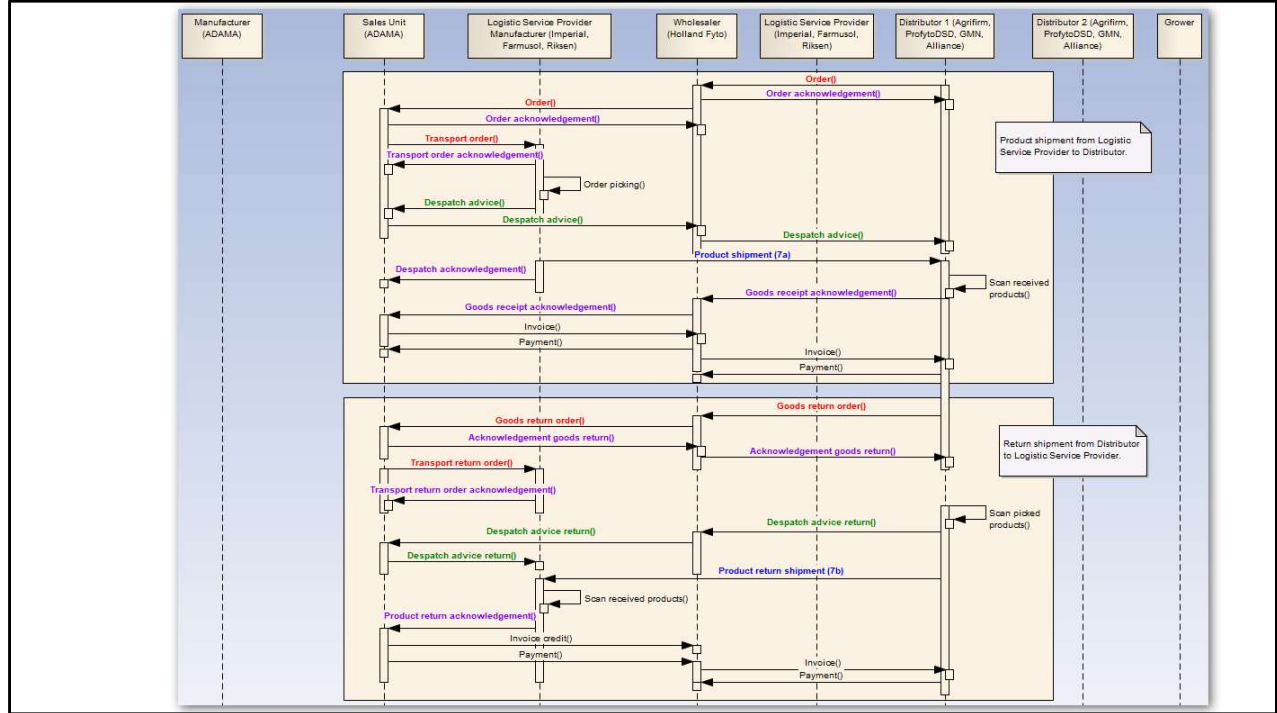 Manufacturer
(ADAMA)
Sales Unit
(ADAMA)
Logistic Service Provider
Manufacturer (Imperial,
Farmusol, Riksen)
Wholesaler
(Holland Fyto)
Logistic Service Provider
(Imperial, Farmusol,
Riksen)
Distributor 1 (Agrifirm,
ProfytoDSD, GMN,
Alliance)
Distributor 2 (Agrifirm,
ProfytoDSD, GMN,
Alliance)
Grower
Order()
Order acknowledgement()
Order()
Order acknowledgement()
Transport order()
Transport order acknowledgement()
Order picking()
Despatch advice()
Despatch advice()
Despatch advice()
Product shipment (7a)
Despatch acknowledgement()
Scan received
products()
Goods receipt acknowledgement()
Goods receipt acknowledgement()
Invoice()
Payment()
Invoice()
Payment()
Product shipment from Logistic
Service Provider to Distributor.
Goods return order()
Goods return order()
Acknowledgement goods return()
Acknowledgement goods return()
Transport return order()
Transport return order acknowledgement()
Scan picked
products()
Despatch advice return()
Despatch advice return()
Despatch advice return()
Product return shipment (7b)
Scan received products()
Product return acknowledgement()
Invoice credit()
Payment()
Invoice()
Payment()
Return shipment from Distributor
to Logistic Service Provider.